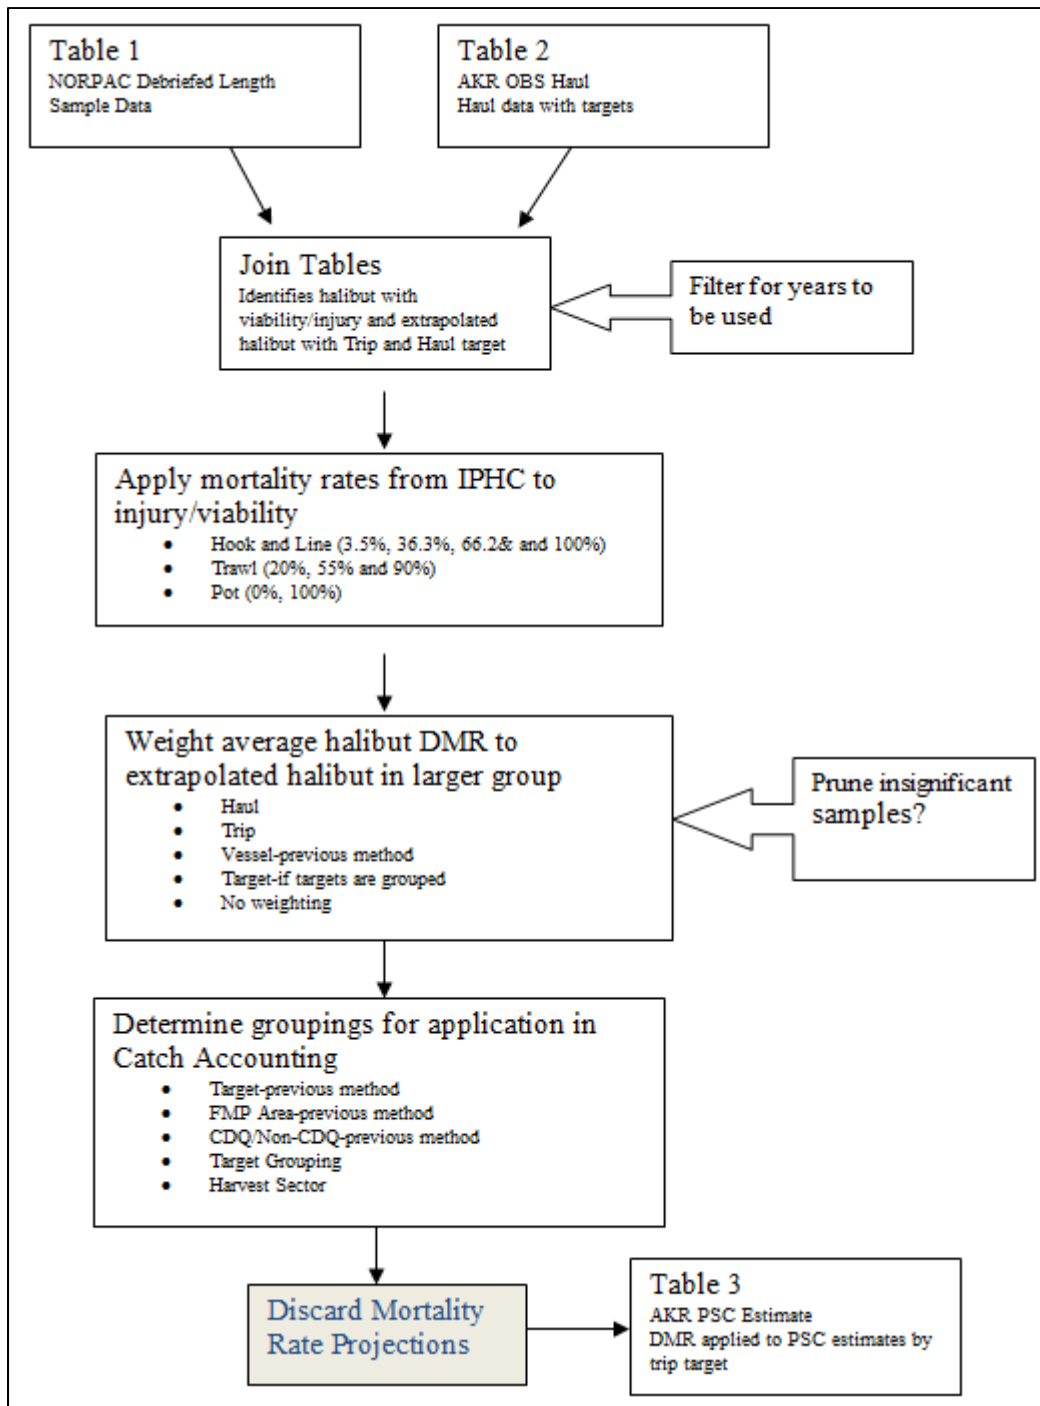 Table 1
NORPAC Debriefed Length
Sample Data
Table 2
AKR OBS Haul
Haul data with targets
Join Tables
Identifies halibut with
viability/injury and extrapolated
halibut with Trip and Haul target
Filter for years to
be used
Apply mortality rates from IPHC to
injury/viability
• Hook and Line (3.5%, 36.3%, 66.2& and 100%)
• Trawl (20%, 55% and 90%)
• Pot (0%, 100%)
Weight average halibut DMR to
extrapolated halibut in larger group
• Haul
• Trip
• Vessel-previous method
• Target-if targets are grouped
• No weighting
Prune insignificant
samples?
Determine groupings for application in
Catch Accounting
• Target-previous method
• FMP Area-previous method
• CDQ/Non-CDQ-previous method
• Target Grouping
• Harvest Sector
Discard Mortality
Rate Projections
Table 3
AKR PSC Estimate
DMR applied to PSC estimates by
trip target